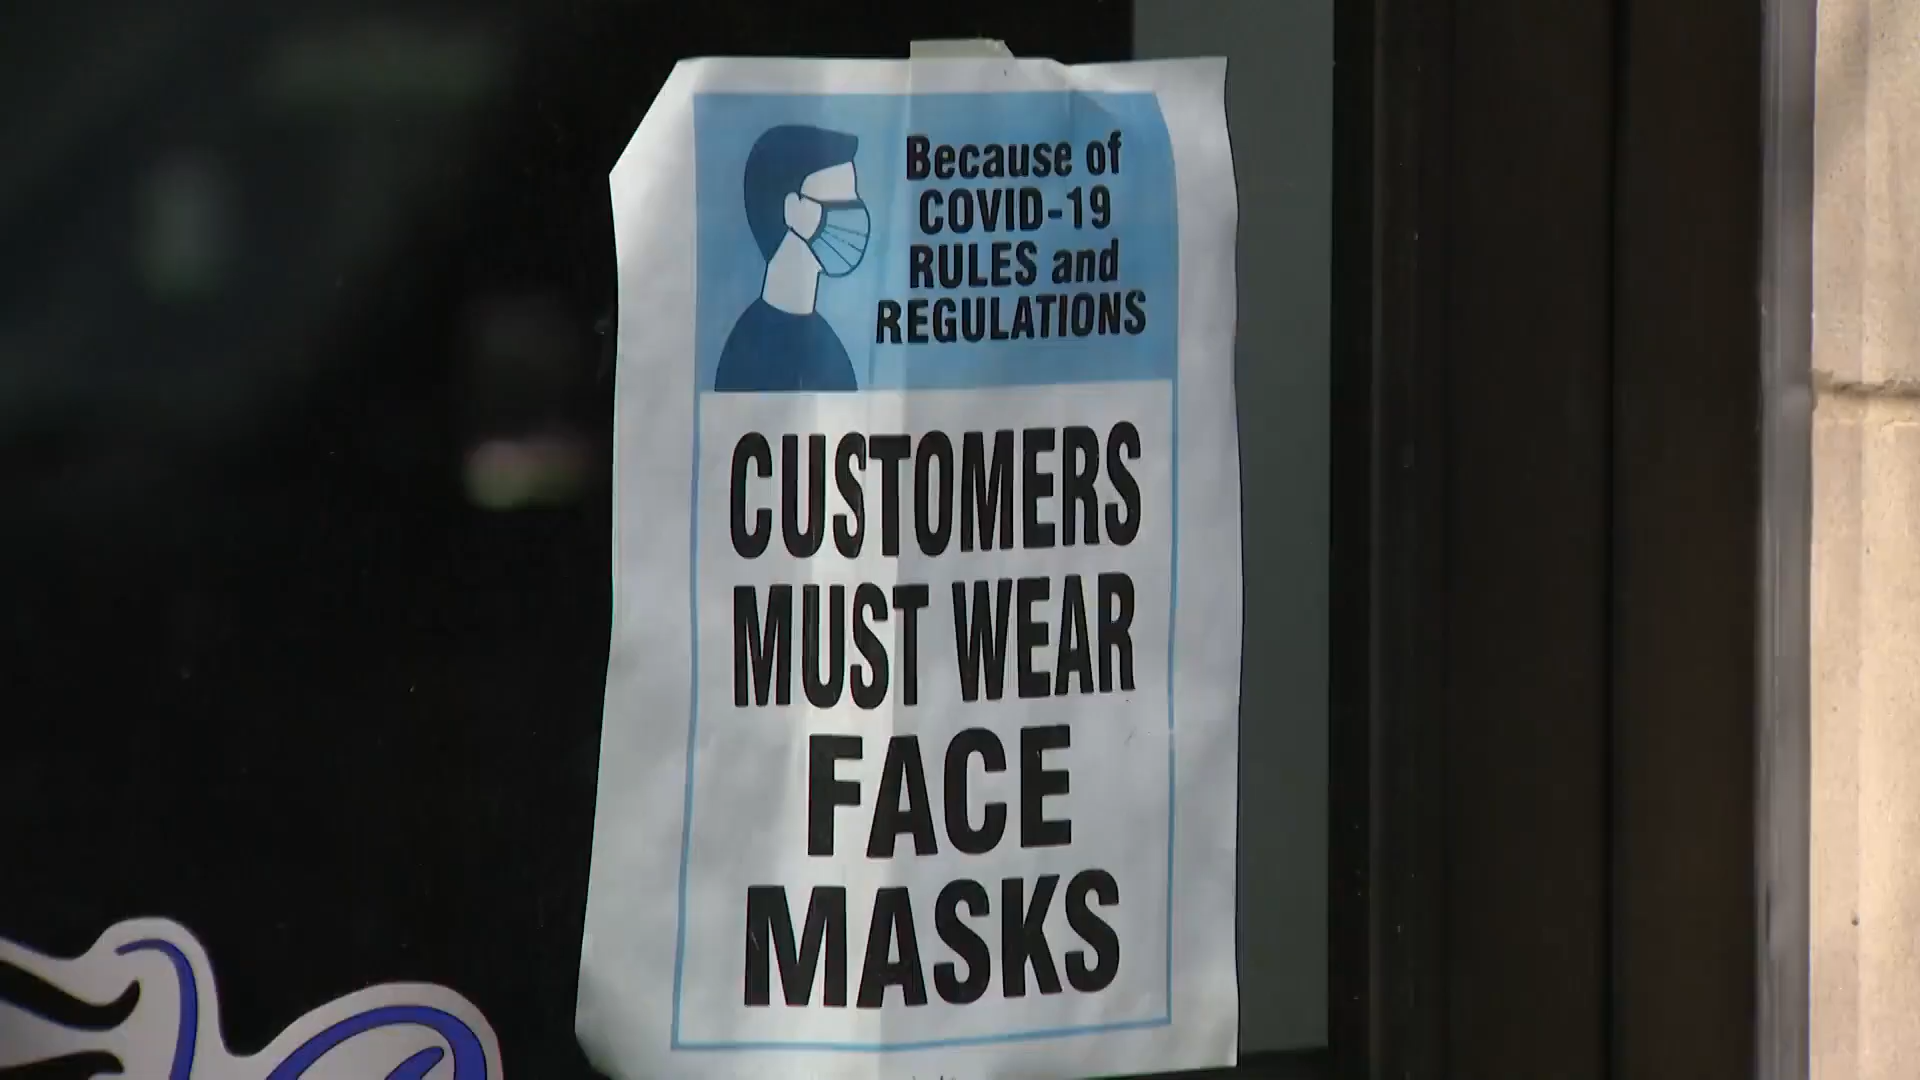 Because of
COVID-19
RULES and
REGULATIONS
CUSTOMERS
MUST WEAR
FACE
MASKS